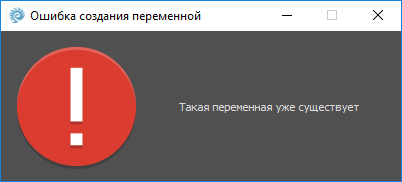 Ошибка создания переменной
Такая переменная уже существует